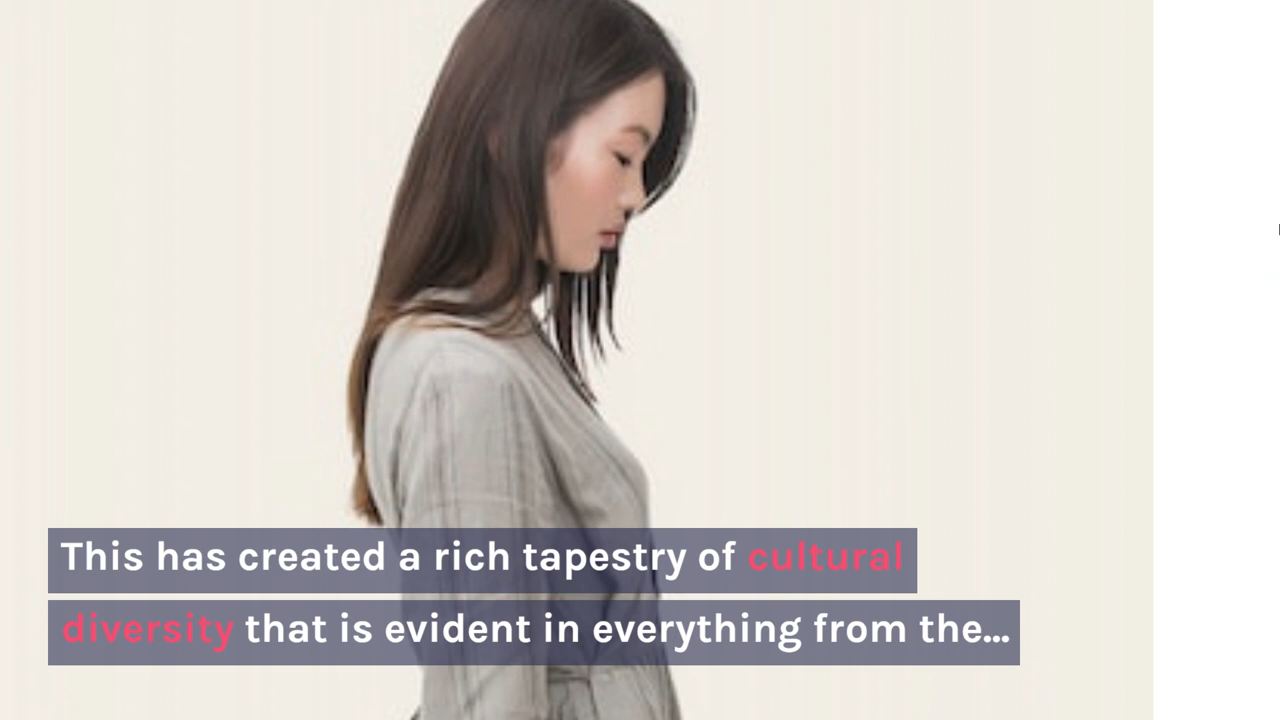 This has created a rich tapestry of cultural
diversity that is evident in everything from the...